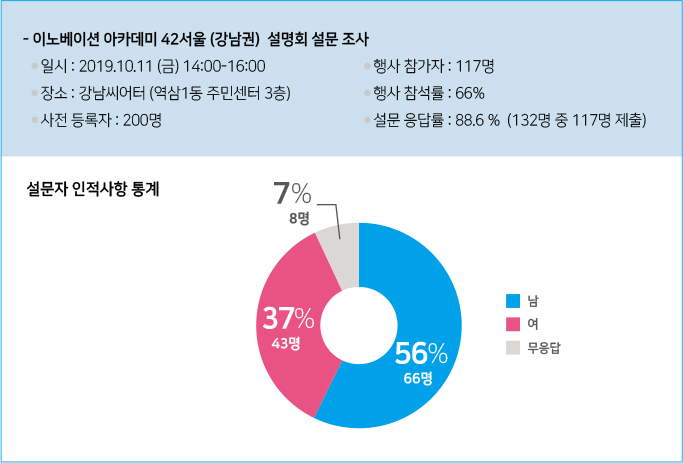 - 이노베이션 아카데미 42서울 (강남권) 설명회 설문 조사
일시 : 2019.10.11 (금) 14:00-16:00
장소 : 강남씨어터 (역삼1동 주민센터 3층)
사전 등록자 : 200명
행사 참가자 : 117명
행사 참석률 : 66%
설문 응답률 : 88.6 % (132명 중 117명 제출)
설문자 인적사항 통계
7%
8명
37%
43명
56%
66명
남
여
무응답